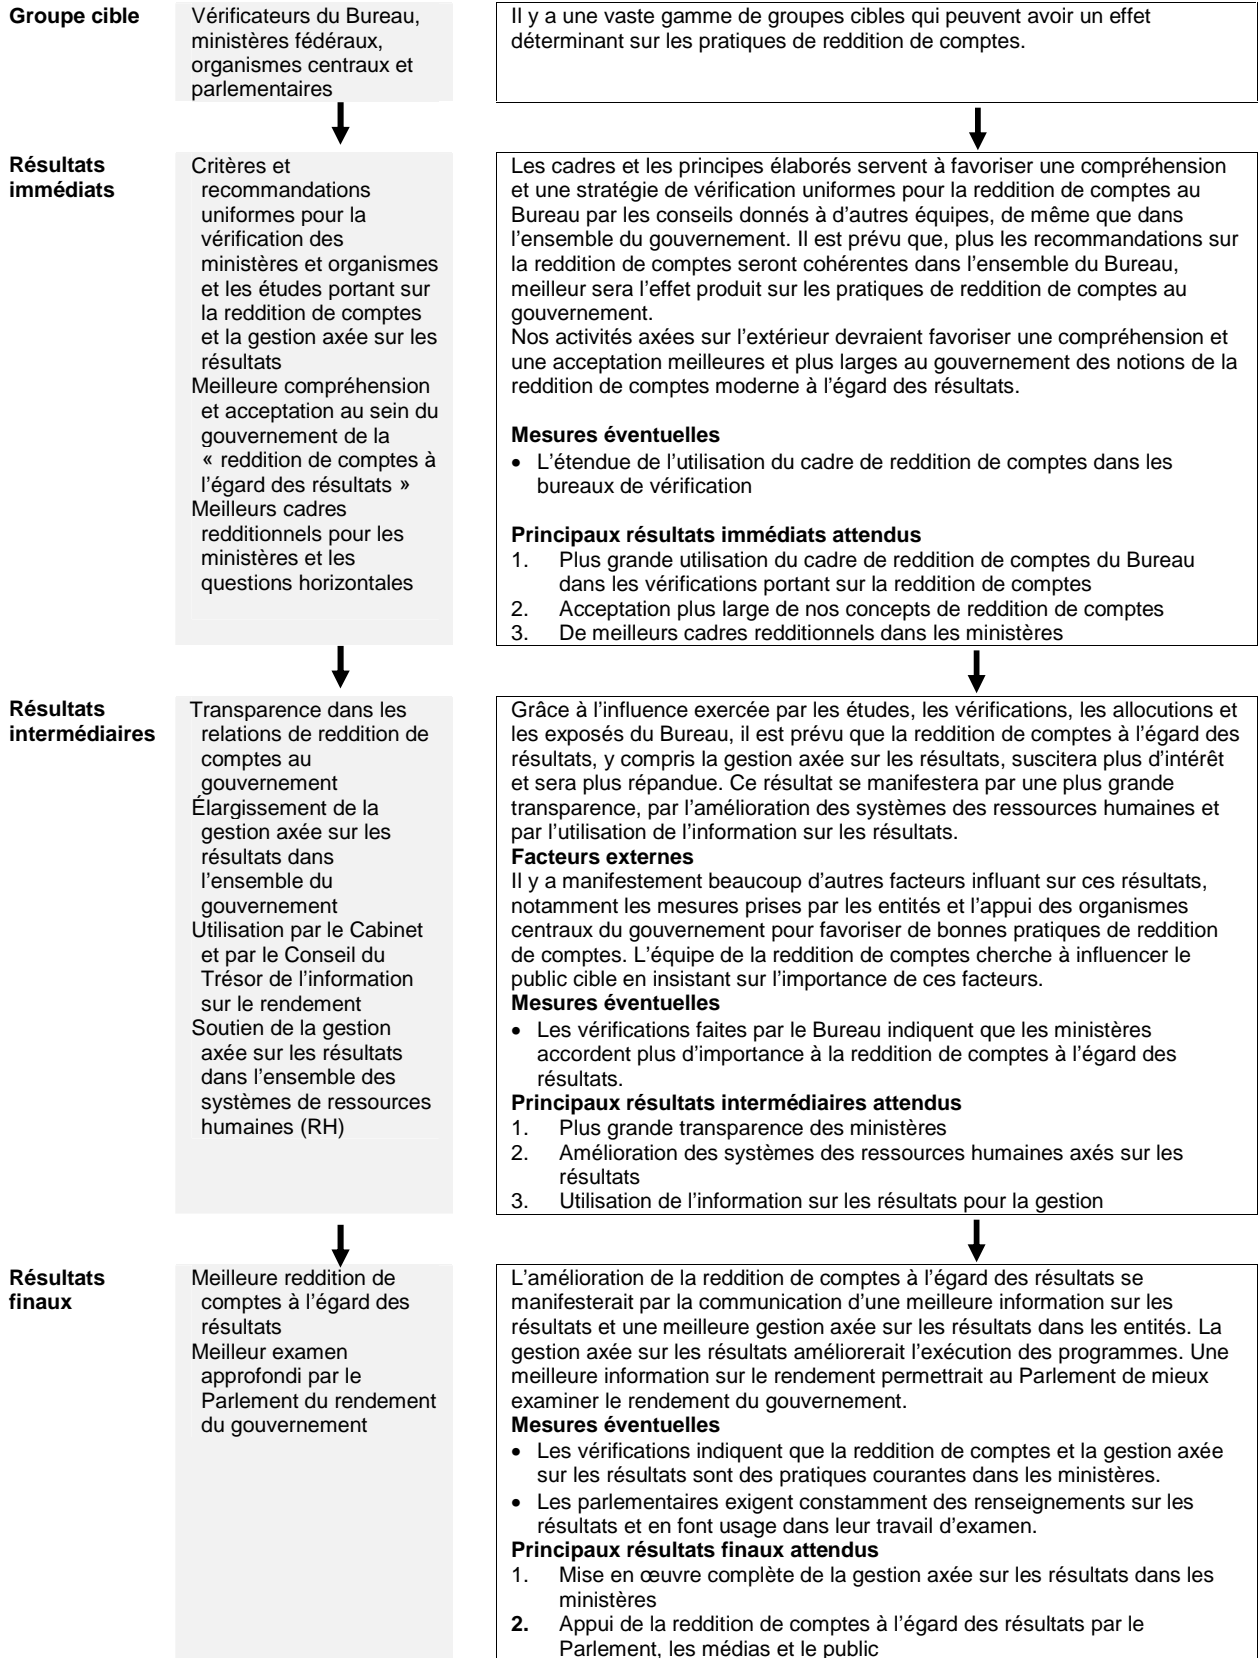 Groupe cible
Vérificateurs du Bureau,
ministères fédéraux,
organismes centraux et
parlementaires
Il y a une vaste gamme de groupes cibles qui peuvent avoir un effet
déterminant sur les pratiques de reddition de comptes.
Résultats
immédiats
Critères et
recommandations
uniformes pour la
vérification des
ministères et organismes
et les études portant sur
la reddition de comptes
et la gestion axée sur les
résultats
Meilleure compréhension
et acceptation au sein du
gouvernement de la
« reddition de comptes à
l'égard des résultats »
Meilleurs cadres
redditionnels pour les
ministères et les
questions horizontales
Les cadres et les principes élaborés servent à favoriser une compréhension
et une stratégie de vérification uniformes pour la reddition de comptes au
Bureau par les conseils donnés à d'autres équipes, de même que dans
l'ensemble du gouvernement. Il est prévu que, plus les recommandations sur
la reddition de comptes seront cohérentes dans l'ensemble du Bureau,
meilleur sera l'effet produit sur les pratiques de reddition de comptes au
gouvernement.
Nos activités axées sur l'extérieur devraient favoriser une compréhension et
une acceptation meilleures et plus larges au gouvernement des notions de la
reddition de comptes moderne à l'égard des résultats.
Mesures éventuelles
• L'étendue de l'utilisation du cadre de reddition de comptes dans les
bureaux de vérification
Principaux résultats immédiats attendus
1. Plus grande utilisation du cadre de reddition de comptes du Bureau
dans les vérifications portant sur la reddition de comptes
2. Acceptation plus large de nos concepts de reddition de comptes
3. De meilleurs cadres redditionnels dans les ministères
Résultats
intermédiaires
Transparence dans les
relations de reddition de
comptes au
gouvernement
Élargissement de la
gestion axée sur les
résultats dans
l'ensemble du
gouvernement
Utilisation par le Cabinet
et par le Conseil du
Trésor de l'information
sur le rendement
Soutien de la gestion
axée sur les résultats
dans l'ensemble des
systèmes de ressources
humaines (RH)
Grâce à l'influence exercée par les études, les vérifications, les allocutions et
les exposés du Bureau, il est prévu que la reddition de comptes à l'égard des
résultats, y compris la gestion axée sur les résultats, suscitera plus d'intérêt
et sera plus répandue. Ce résultat se manifestera par une plus grande
transparence, par l'amélioration des systèmes des ressources humaines et
par l'utilisation de l'information sur les résultats.
Facteurs externes
Il y a manifestement beaucoup d'autres facteurs influant sur ces résultats,
notamment les mesures prises par les entités et l'appui des organismes
centraux du gouvernement pour favoriser de bonnes pratiques de reddition
de comptes. L'équipe de la reddition de comptes cherche à influencer le
public cible en insistant sur l'importance de ces facteurs.
Mesures éventuelles
• Les vérifications faites par le Bureau indiquent que les ministères
accordent plus d'importance à la reddition de comptes à l'égard des
résultats.
Principaux résultats intermédiaires attendus
1. Plus grande transparence des ministères
2. Amélioration des systèmes des ressources humaines axés sur les
résultats
3. Utilisation de l'information sur les résultats pour la gestion
Résultats
finaux
Meilleure reddition de
comptes à l'égard des
résultats
Meilleur examen
approfondi par le
Parlement du rendement
du gouvernement
L'amélioration de la reddition de comptes à l'égard des résultats se
manifesterait par la communication d'une meilleure information sur les
résultats et une meilleure gestion axée sur les résultats dans les entités. La
gestion axée sur les résultats améliorerait l'exécution des programmes. Une
meilleure information sur le rendement permettrait au Parlement de mieux
examiner le rendement du gouvernement.
Mesures éventuelles
• Les vérifications indiquent que la reddition de comptes et la gestion axée
sur les résultats sont des pratiques courantes dans les ministères.
• Les parlementaires exigent constamment des renseignements sur les
résultats et en font usage dans leur travail d'examen.
Principaux résultats finaux attendus
1. Mise en œuvre complète de la gestion axée sur les résultats dans les
ministères
2. Appui de la reddition de comptes à l'égard des résultats par le
Parlement, les médias et le public